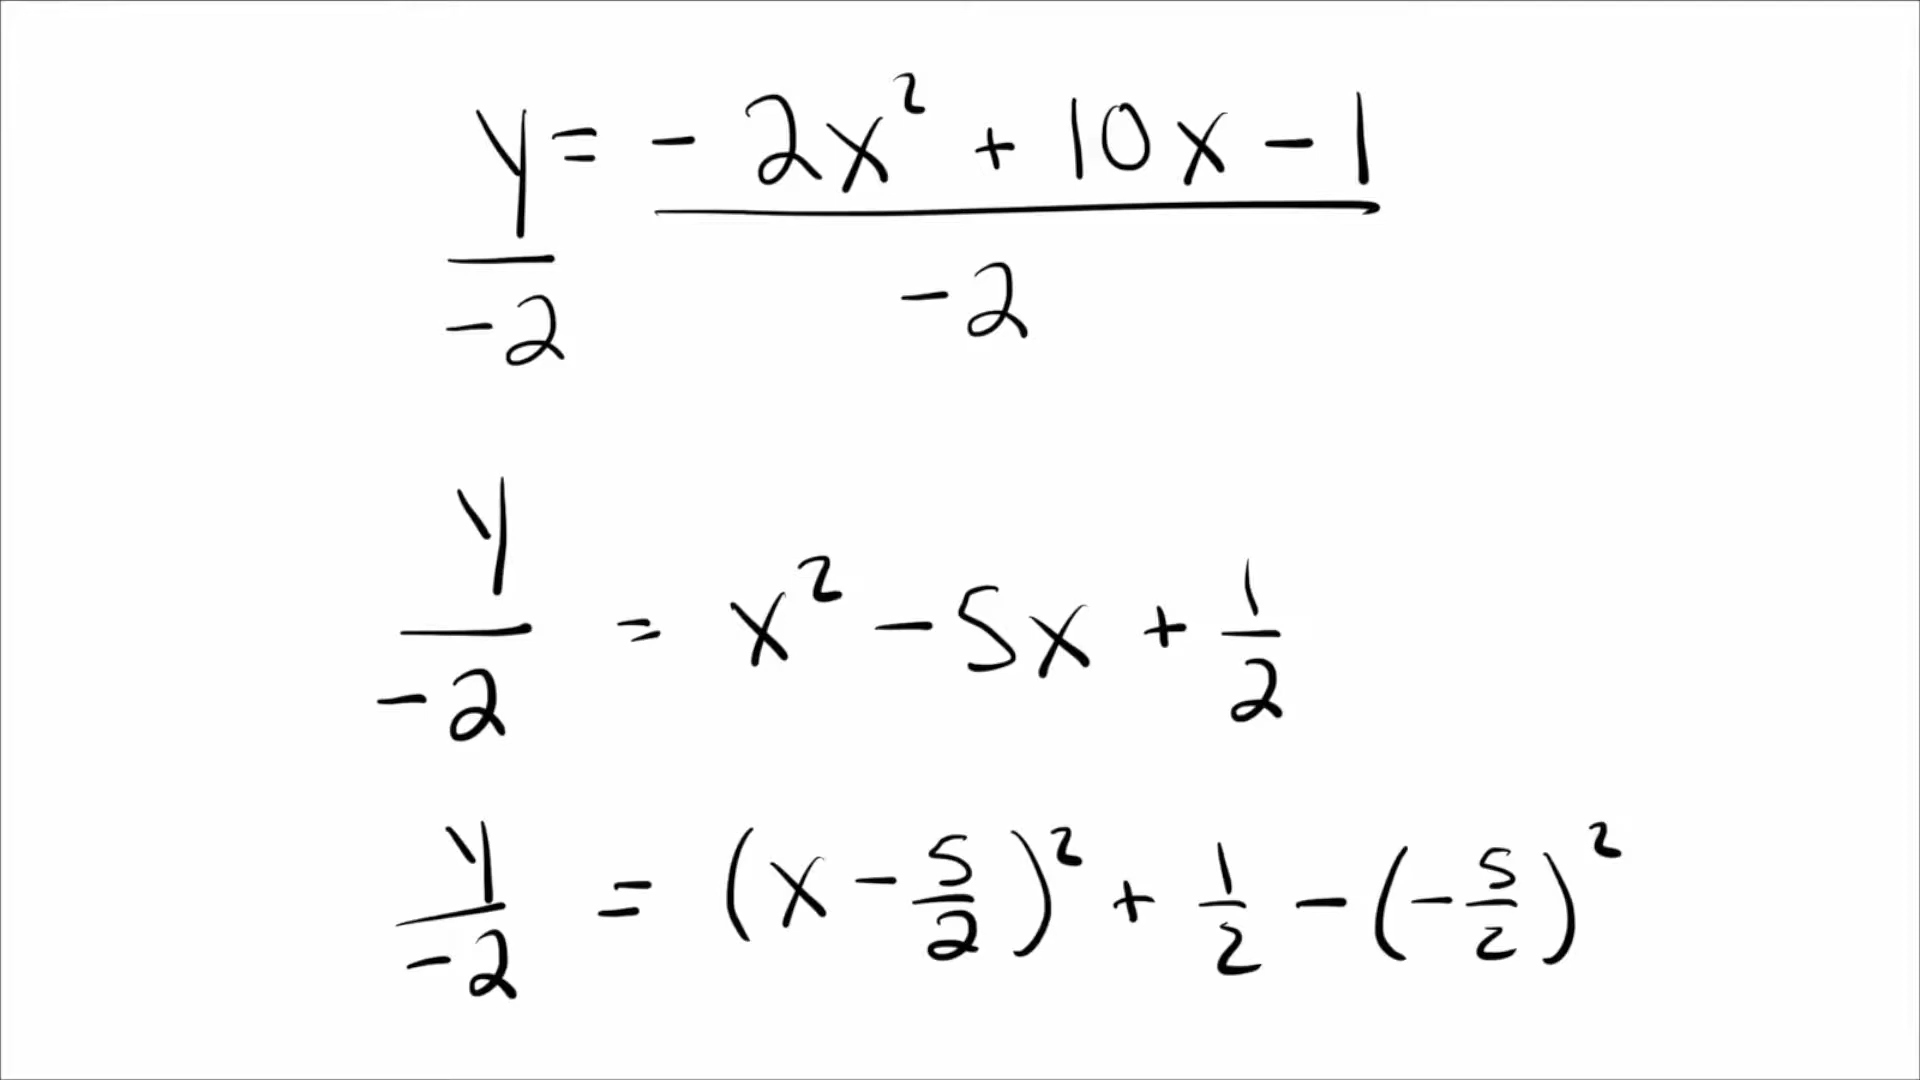 y/-2 = (-2x² + 10x - 1)/-2
y/-2 = x² - 5x + 1/2
y/-2 = (x - 5/2)² + 1/2 - (-5/2)²